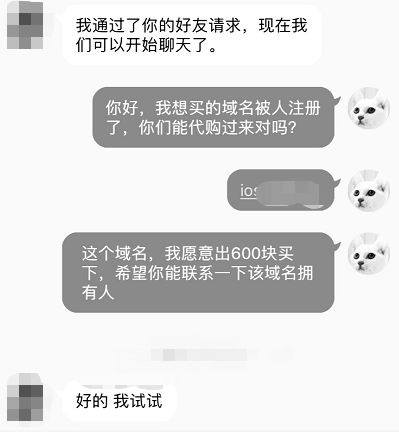 我通过了你的好友请求，现在我
们可以开始聊天了。
你好，我想买的域名被人注册
了，你们能代购过来对吗？
ios
这个域名，我愿意出600块买
下，希望你能联系一下该域名拥
有人
好的 我试试